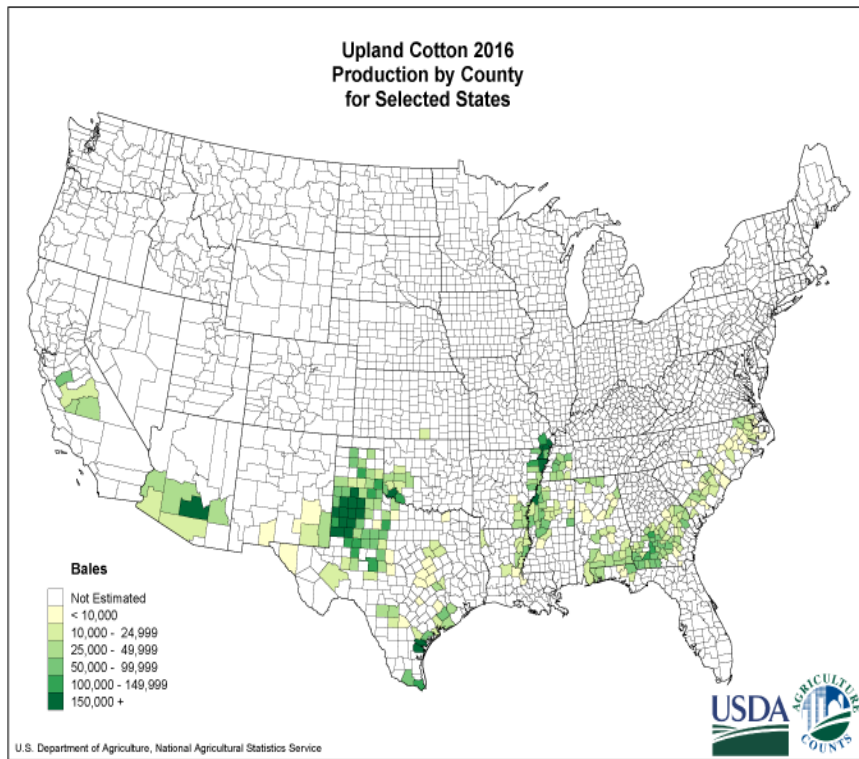 Upland Cotton 2016
Production by County
for Selected States
Bales
Not Estimated
< 10,000
10,000 - 24,999
25,000 - 49,999
50,000 - 99,999
100,000 - 149,999
150,000 +
U.S. Department of Agriculture, National Agricultural Statistics Service
USDA
AGRICULTURE
COUNTS